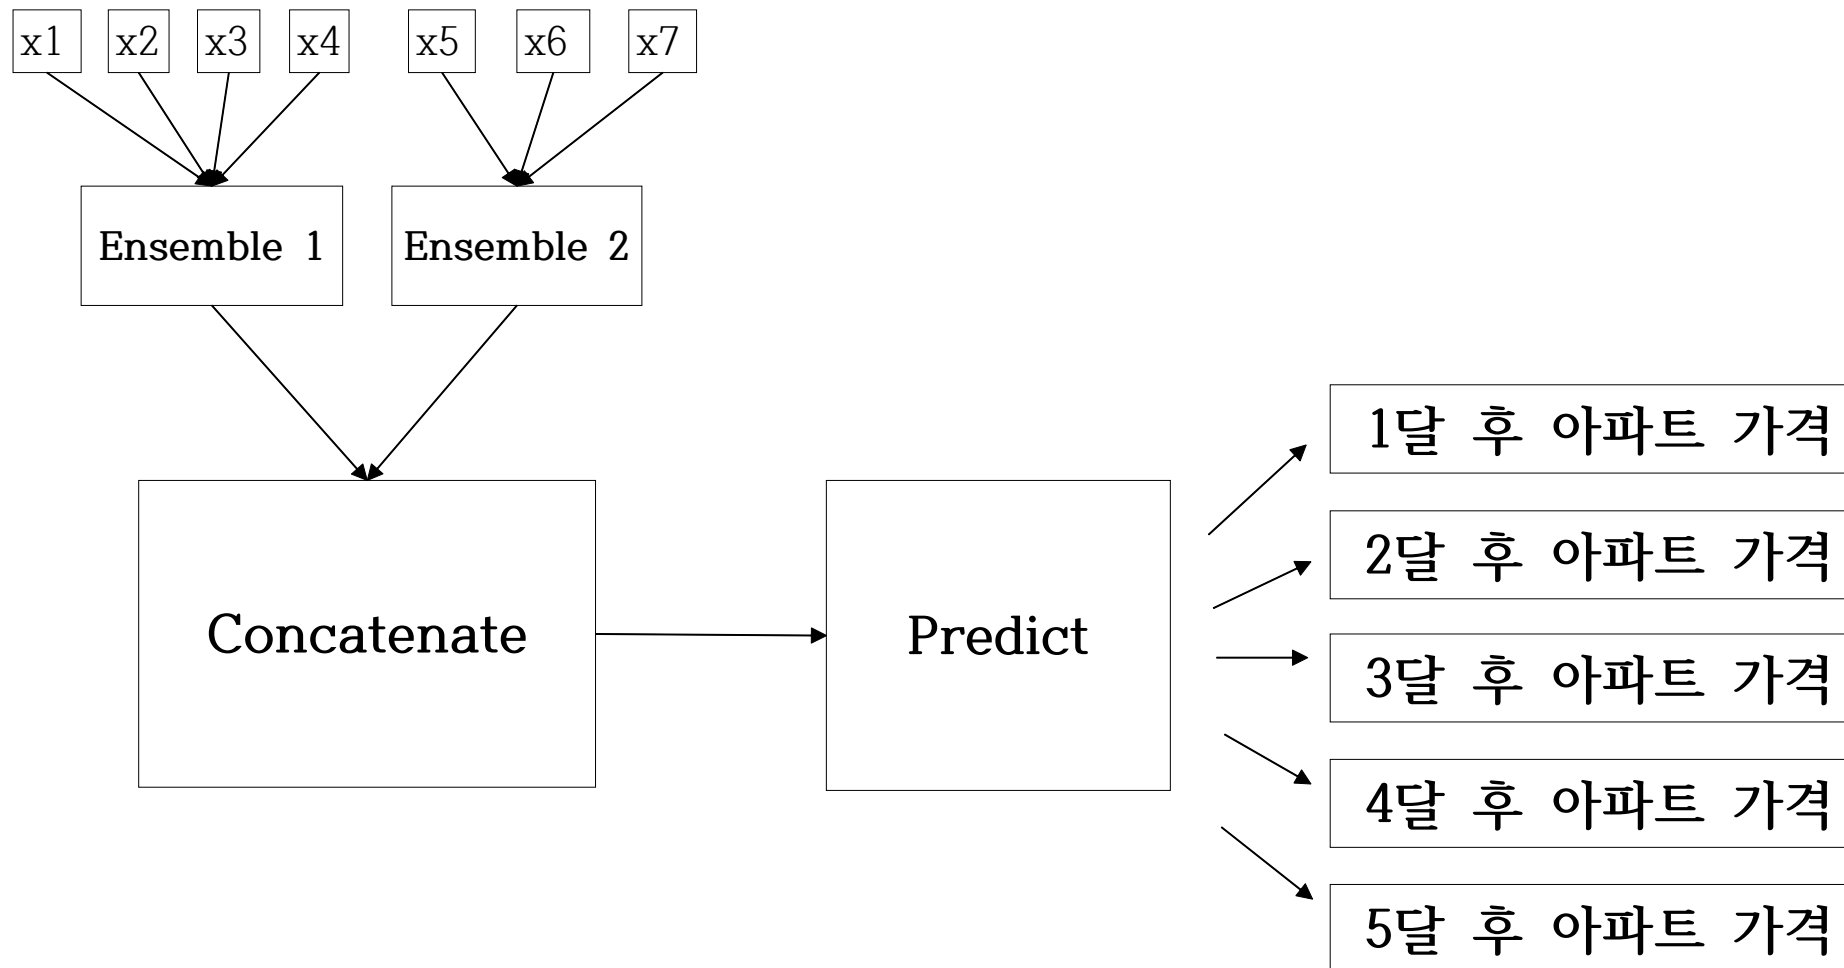 x1 x2 x3 x4 x5 x6 x7
Ensemble 1 Ensemble 2
Concatenate
Predict
1달 후 아파트 가격
2달 후 아파트 가격
3달 후 아파트 가격
4달 후 아파트 가격
5달 후 아파트 가격